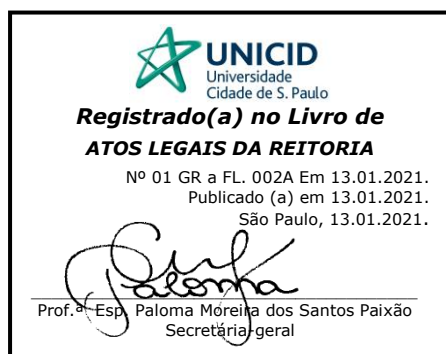 UNICID
Universidade
Cidade de S. Paulo
Registrado(a) no Livro de
ATOS LEGAIS DA REITORIA
Nº 01 GR a FL. 002A Em 13.01.2021.
Publicado (a) em 13.01.2021.
São Paulo, 13.01.2021.
Paloma
Prof.ª Esp. Paloma Moreira dos Santos Paixão
Secretária-geral